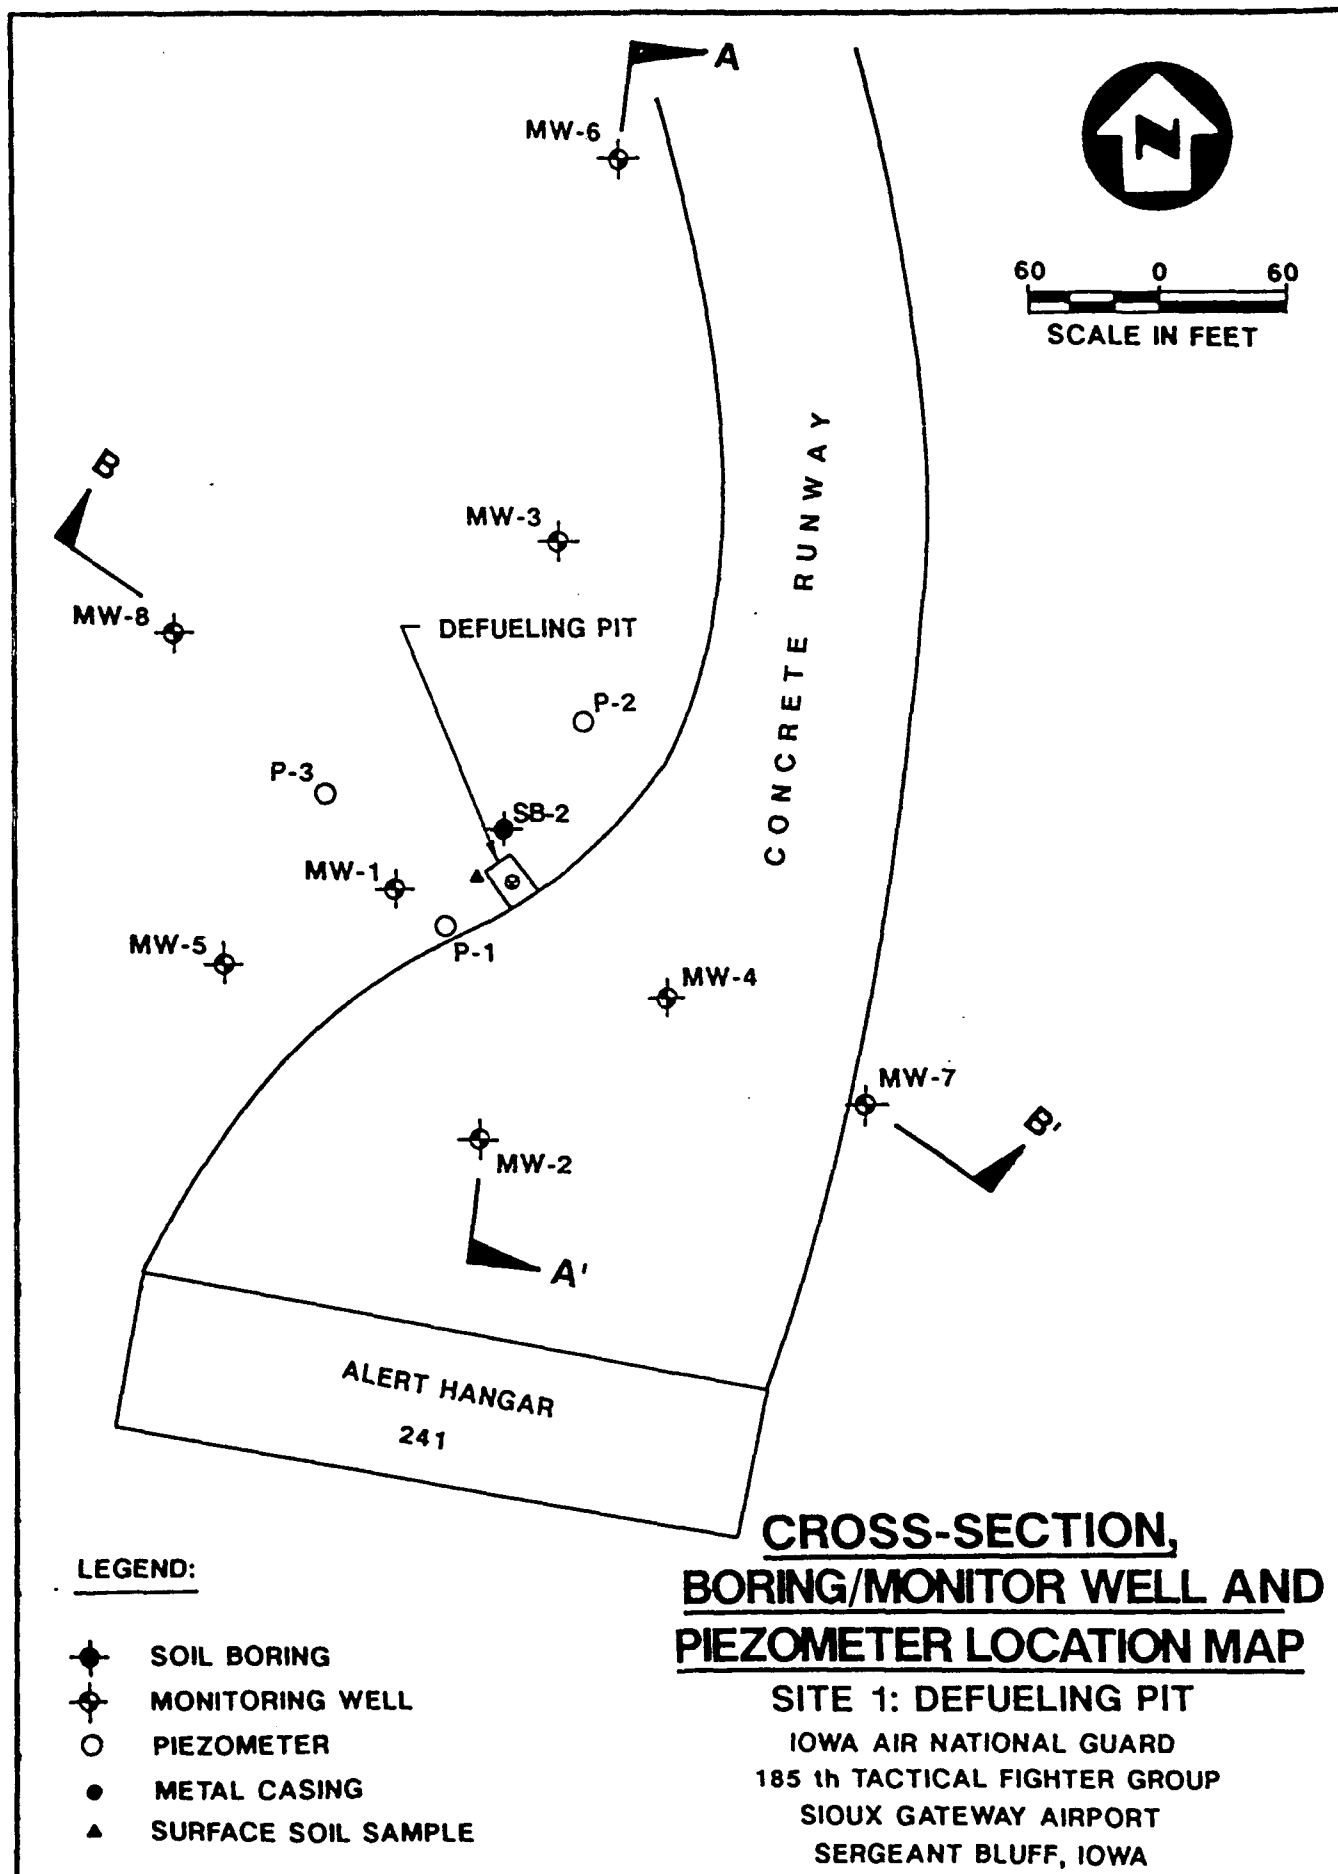 A
MW-6
N
60 0 60
SCALE IN FEET
B
MW-3
MW-8
DEFUELING PIT
CONCRETE RUNWAY
P-2
P-3
SB-2
MW-1
MW-5
P-1
MW-4
MW-7
B'
MW-2
A'
ALERT HANGAR
241
CROSS-SECTION,
BORING/MONITOR WELL AND
PIEZOMETER LOCATION MAP
SITE 1: DEFUELING PIT
IOWA AIR NATIONAL GUARD
185 th TACTICAL FIGHTER GROUP
SIOUX GATEWAY AIRPORT
SERGEANT BLUFF, IOWA
LEGEND:
SOIL BORING
MONITORING WELL
PIEZOMETER
METAL CASING
SURFACE SOIL SAMPLE